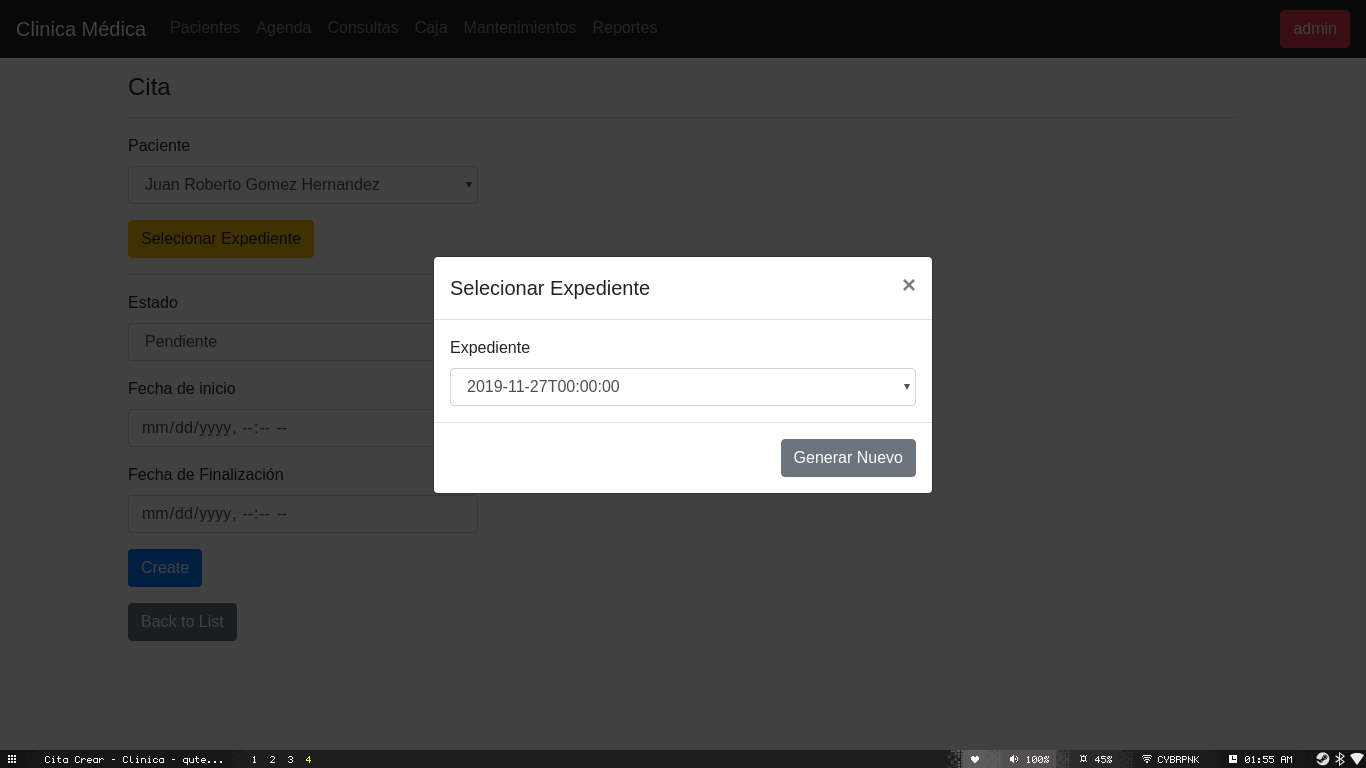 Clinica Médica Pacientes Agenda Consultas Caja Mantenimientos Reportes admin
Cita
Paciente
Juan Roberto Gomez Hernandez
Selecionar Expediente
Estado
Pendiente
Fecha de inicio
mm/dd/yyyy, --:-- --
Fecha de Finalización
mm/dd/yyyy, --:-- --
Create
Back to List
Selecionar Expediente ×
Expediente
2019-11-27T00:00:00
Generar Nuevo
Cita Crear - Clinica - qute... 1 2 3 4 100% 45% CYBRPNK 01:55 AM